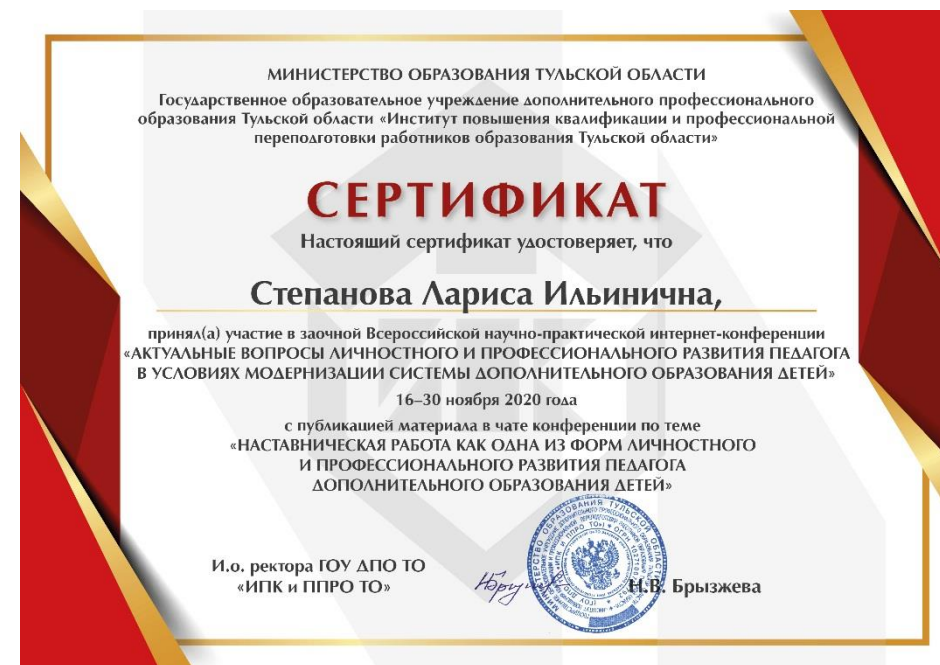 МИНИСТЕРСТВО ОБРАЗОВАНИЯ ТУЛЬСКОЙ ОБЛАСТИ
Государственное образовательное учреждение дополнительного профессионального
образования Тульской области «Институт повышения квалификации и профессиональной
переподготовки работников образования Тульской области»
СЕРТИФИКАТ
Настоящий сертификат удостоверяет, что
Степанова Лариса Ильинична,
принял(а) участие в заочной Всероссийской научно-практической интернет-конференции
«АКТУАЛЬНЫЕ ВОПРОСЫ ЛИЧНОСТНОГО И ПРОФЕССИОНАЛЬНОГО РАЗВИТИЯ ПЕДАГОГА
В УСЛОВИЯХ МОДЕРНИЗАЦИИ СИСТЕМЫ ДОПОЛНИТЕЛЬНОГО ОБРАЗОВАНИЯ ДЕТЕЙ»
16–30 ноября 2020 года
с публикацией материала в чате конференции по теме
«НАСТАВНИЧЕСКАЯ РАБОТА КАК ОДНА ИЗ ФОРМ ЛИЧНОСТНОГО
И ПРОФЕССИОНАЛЬНОГО РАЗВИТИЯ ПЕДАГОГА
ДОПОЛНИТЕЛЬНОГО ОБРАЗОВАНИЯ ДЕТЕЙ»
И.о. ректора ГОУ ДПО ТО
«ИПК и ППРО ТО»
Н.В. Брызжева
МИНИСТЕРСТВО ОБРАЗОВАНИЯ ТУЛЬСКОЙ ОБЛАСТИ